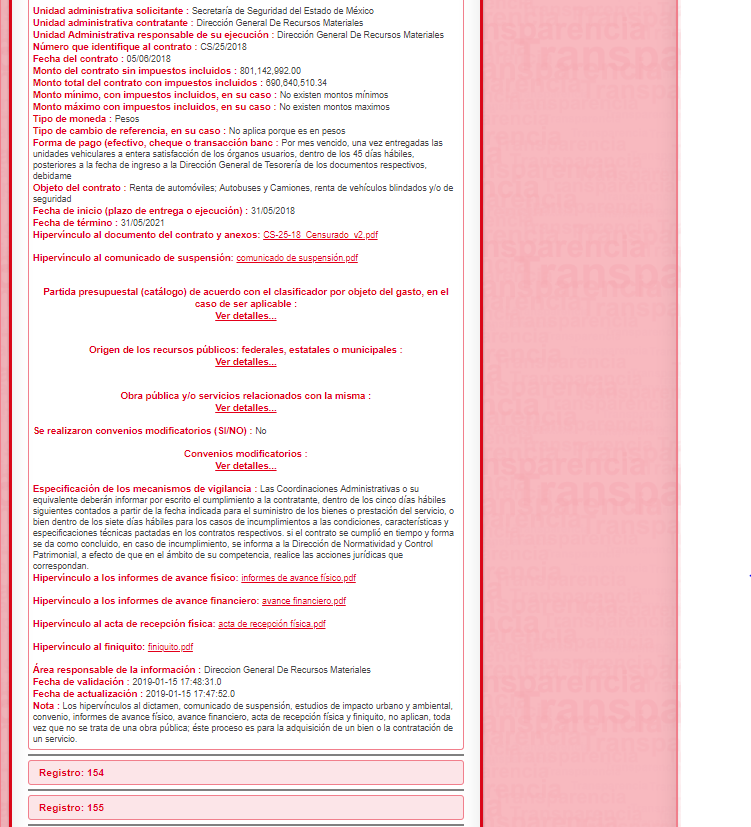 Unidad administrativa solicitante : Secretaría de Seguridad del Estado de México
Unidad administrativa contratante : Dirección General De Recursos Materiales
Unidad Administrativa responsable de su ejecución : Dirección General De Recursos Materiales
Número que identifique al contrato : CS/25/2018
Fecha del contrato : 05/06/2018
Monto del contrato sin impuestos incluidos : 801,142,992.00
Monto total del contrato con impuestos incluidos : 690,640,510.34
Monto mínimo, con impuestos incluidos, en su caso : No existen montos mínimos
Monto máximo con impuestos incluidos, en su caso : No existen montos maximos
Tipo de moneda : Pesos
Tipo de cambio de referencia, en su caso : No aplica porque es en pesos
Forma de pago (efectivo, cheque o transacción banc : Por mes vencido, una vez entregadas las
unidades vehiculares a entera satisfacción de los órganos usuarios, dentro de los 45 días hábiles,
posteriores a la fecha de ingreso a la Dirección General de Tesorería de los documentos respectivos,
debidame
Objeto del contrato : Renta de automóviles; Autobuses y Camiones, renta de vehículos blindados y/o de
seguridad
Fecha de inicio (plazo de entrega o ejecución) : 31/05/2018
Fecha de término : 31/05/2021
Hipervínculo al documento del contrato y anexos: CS-25-18_Censurado_v2.pdf
Hipervínculo al comunicado de suspensión: comunicado de suspensión.pdf
Partida presupuestal (catálogo) de acuerdo con el clasificador por objeto del gasto, en el
caso de ser aplicable :
Ver detalles...
Origen de los recursos públicos: federales, estatales o municipales :
Ver detalles...
Obra pública y/o servicios relacionados con la misma :
Ver detalles...
Se realizaron convenios modificatorios (SI/NO) : No
Convenios modificatorios :
Ver detalles...
Especificación de los mecanismos de vigilancia : Las Coordinaciones Administrativas o su
equivalente deberán informar por escrito el cumplimiento a la contratante, dentro de los cinco días hábiles
siguientes contados a partir de la fecha indicada para el suministro de los bienes o prestación del servicio, o
bien dentro de los siete días hábiles para los casos de incumplimientos a las condiciones, características y
especificaciones técnicas pactadas en los contratos respectivos. si el contrato se cumplió en tiempo y forma
se da como concluido, en caso de incumplimiento, se informa a la Dirección de Normatividad y Control
Patrimonial, a efecto de que en el ámbito de su competencia, realice las acciones jurídicas que
correspondan.
Hipervínculo a los informes de avance físico: informes de avance físico.pdf
Hipervínculo a los informes de avance financiero: avance financiero.pdf
Hipervínculo al acta de recepción física: acta de recepción física.pdf
Hipervínculo al finiquito: finiquito.pdf
Área responsable de la información : Direccion General De Recursos Materiales
Fecha de validación : 2019-01-15 17:48:31.0
Fecha de actualización : 2019-01-15 17:47:52.0
Nota : Los hipervínculos al dictamen, comunicado de suspensión, estudios de impacto urbano y ambiental,
convenio, informes de avance físico, avance financiero, acta de recepción física y finiquito, no aplican, toda
vez que no se trata de una obra pública; éste proceso es para la adquisición de un bien o la contratación de
un servicio.
Registro: 154
Registro: 155